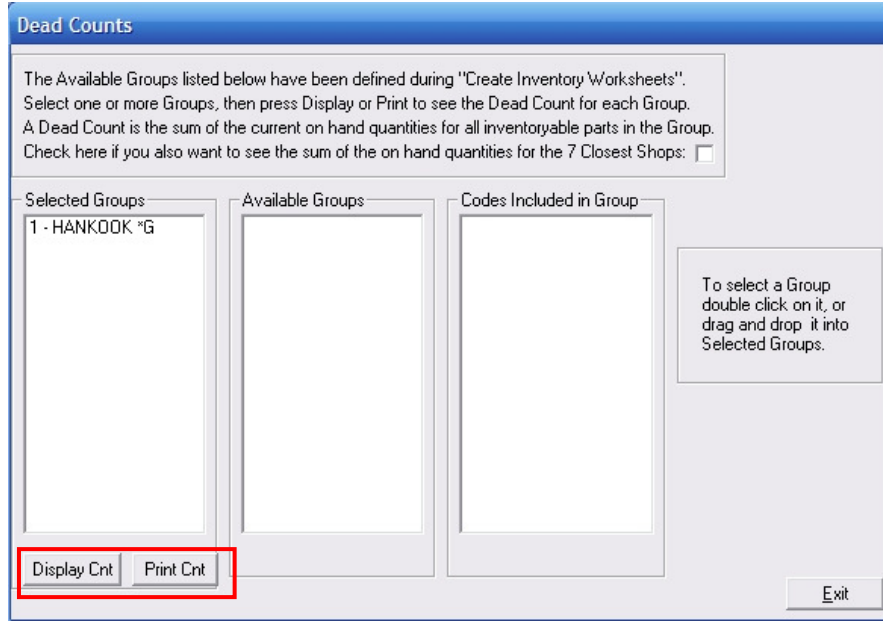 Dead Counts
The Available Groups listed below have been defined during "Create Inventory Worksheets".
Select one or more Groups, then press Display or Print to see the Dead Count for each Group.
A Dead Count is the sum of the current on hand quantities for all inventoryable parts in the Group.
Check here if you also want to see the sum of the on hand quantities for the 7 Closest Shops:
Selected Groups
1 - HANKOOK *G
Available Groups
Codes Included in Group
To select a Group
double click on it, or
drag and drop it into
Selected Groups.
Display Cnt
Print Cnt
Exit